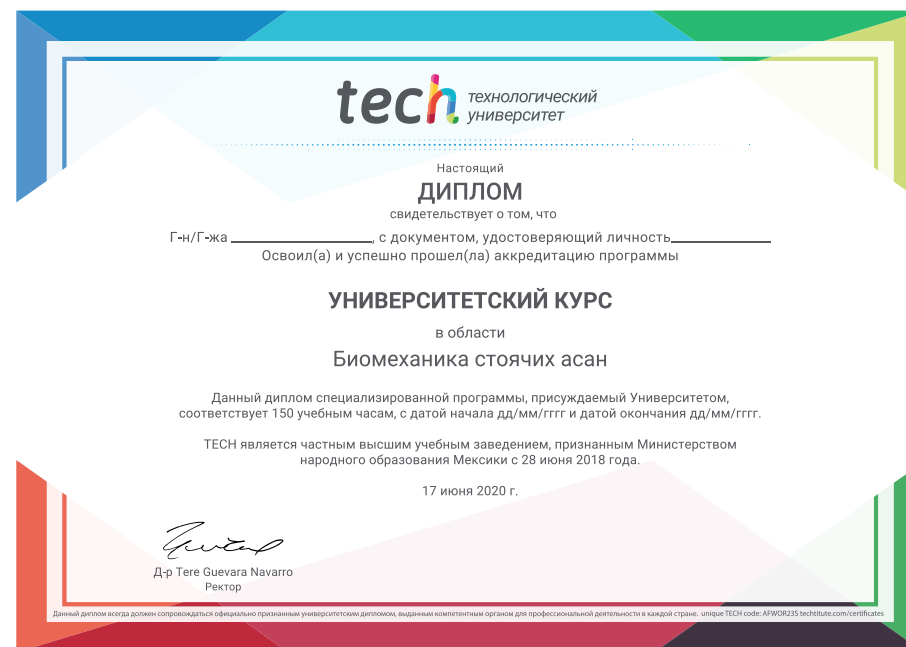 tech технологический
университет
Настоящий
ДИПЛОМ
свидетельствует о том, что
Г-н/Г-жа ____________________, с документом, удостоверяющий личность______________
Освоил(а) и успешно прошел(ла) аккредитацию программы
УНИВЕРСИТЕТСКИЙ КУРС
в области
Биомеханика стоячих асан
Данный диплом специализированной программы, присуждаемый Университетом,
соответствует 150 учебным часам, с датой начала дд/мм/гггг и датой окончания дд/мм/гггг.
TECH является частным высшим учебным заведением, признанным Министерством
народного образования Мексики с 28 июня 2018 года.
17 июня 2020 г.
Д-р Tere Guevara Navarro
Ректор
Данный диплом всегда должен сопровождаться официально признанным университетским дипломом, выданным компетентным органом для профессиональной деятельности в каждой стране. unique TECH code: AFWOR23S techtitute.com/certificates